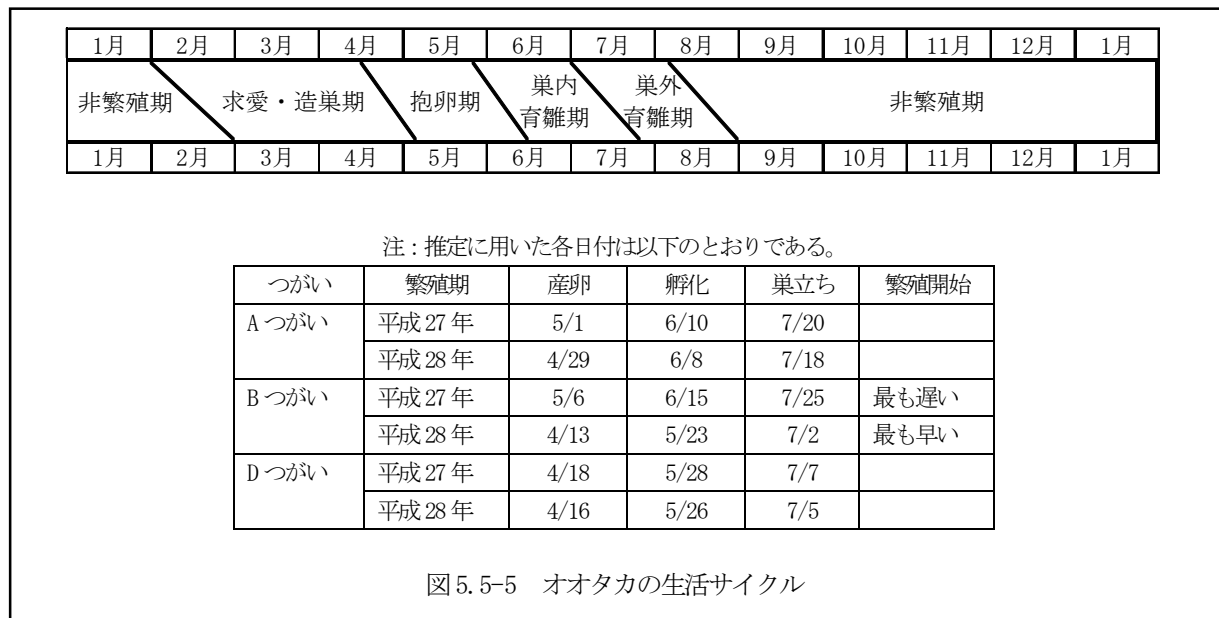 1月 2月 3月 4月 5月 6月 7月 8月 9月 10月 11月 12月 1月
非繁殖期 求愛・造巣期 抱卵期 巣内 巣外 非繁殖期
育雛期 育雛期
1月 2月 3月 4月 5月 6月 7月 8月 9月 10月 11月 12月 1月
注：推定に用いた各日付は以下のとおりである。
つがい 繁殖期 産卵 孵化 巣立ち 繁殖開始
Aつがい 平成27年 5/1 6/10 7/20
平成28年 4/29 6/8 7/18
Bつがい 平成27年 5/6 6/15 7/25 最も遅い
平成28年 4/13 5/23 7/2 最も早い
Dつがい 平成27年 4/18 5/28 7/7
平成28年 4/16 5/26 7/5
図5.5-5 オオタカの生活サイクル